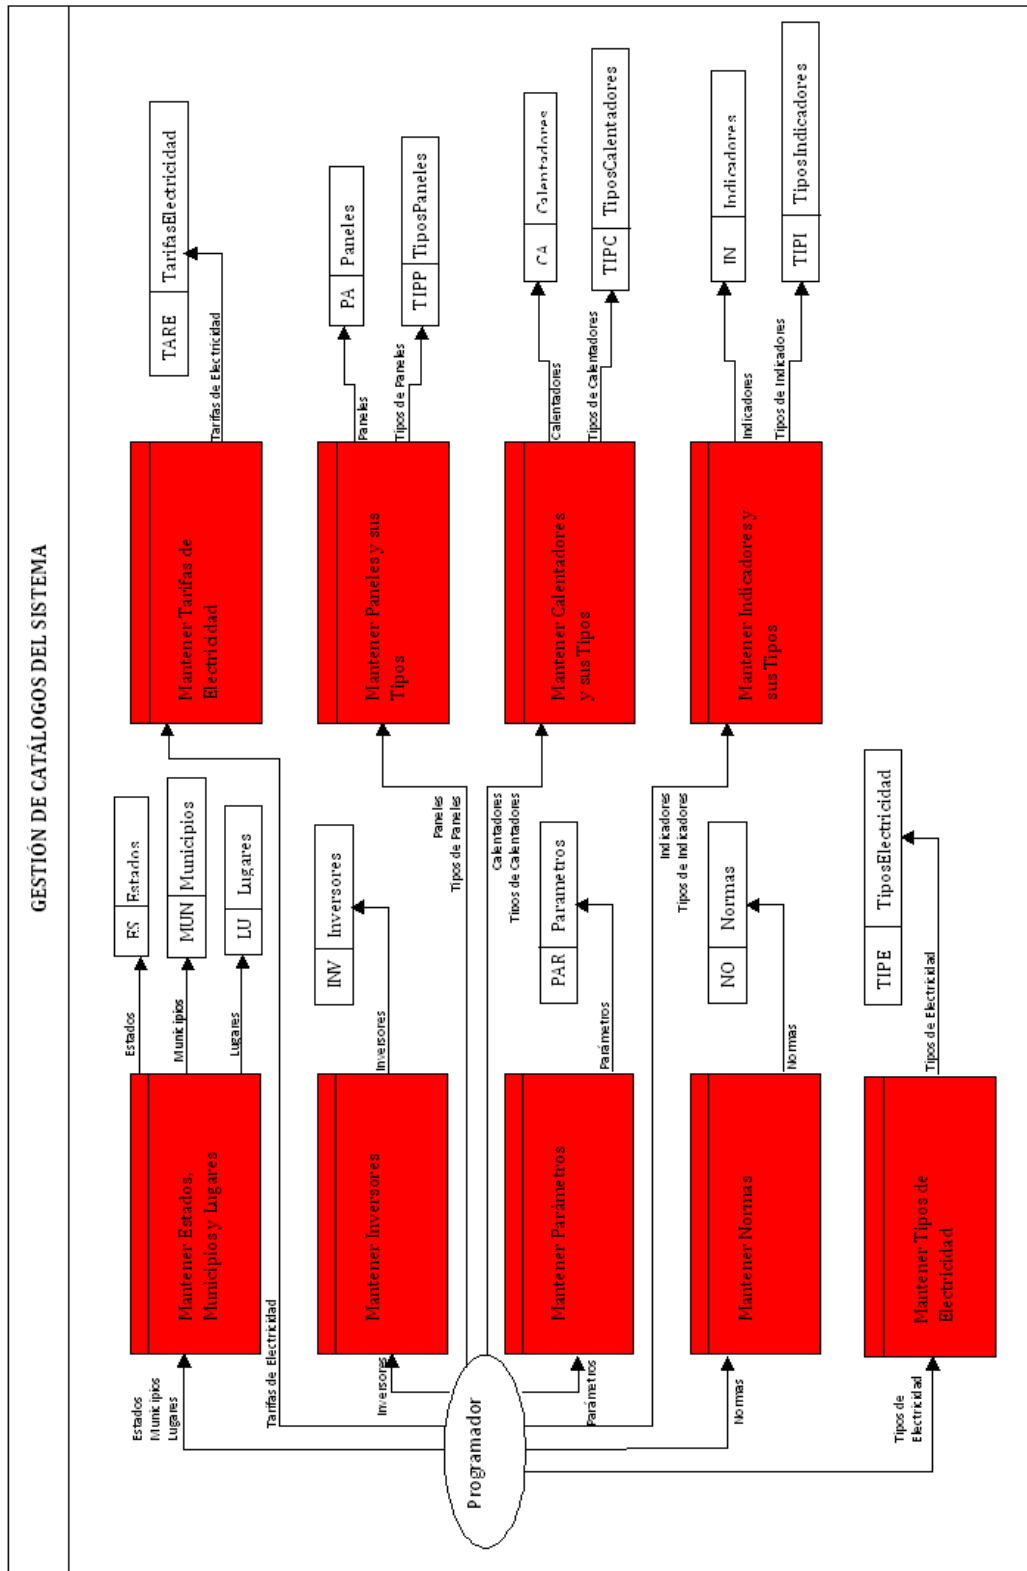 GESTIÓN DE CATÁLOGOS DEL SISTEMA
Programador
Estados
Municipios
Lugares
Mantener Estados,
Municipios y Lugares
Estados
ES
Estados
Municipios
MUN
Municipios
Lugares
LU
Lugares
Tarifas de Electricidad
Mantener Tarifas de
Electricidad
Tarifas de Electricidad
TARE
TarifasElectricidad
Inversores
Mantener Inversores
Inversores
INV
Inversores
Paneles
Tipos de Paneles
Mantener Paneles y sus
Tipos
Paneles
PA
Paneles
Tipos de Paneles
TIPP
TiposPaneles
Parámetros
Mantener Parámetros
Parámetros
PAR
Parametros
Calentadores
Tipos de Calentadores
Mantener Calentadores
y sus Tipos
Calentadores
CA
Calentadores
Tipos de Calentadores
TIPC
TiposCalentadores
Normas
Mantener Normas
Normas
NO
Normas
Indicadores
Tipos de Indicadores
Mantener Indicadores y
sus Tipos
Indicadores
IN
Indicadores
Tipos de Indicadores
TIPI
TiposIndicadores
Tipos de
Electricidad
Mantener Tipos de
Electricidad
Tipos de Electricidad
TIPE
TiposElectricidad